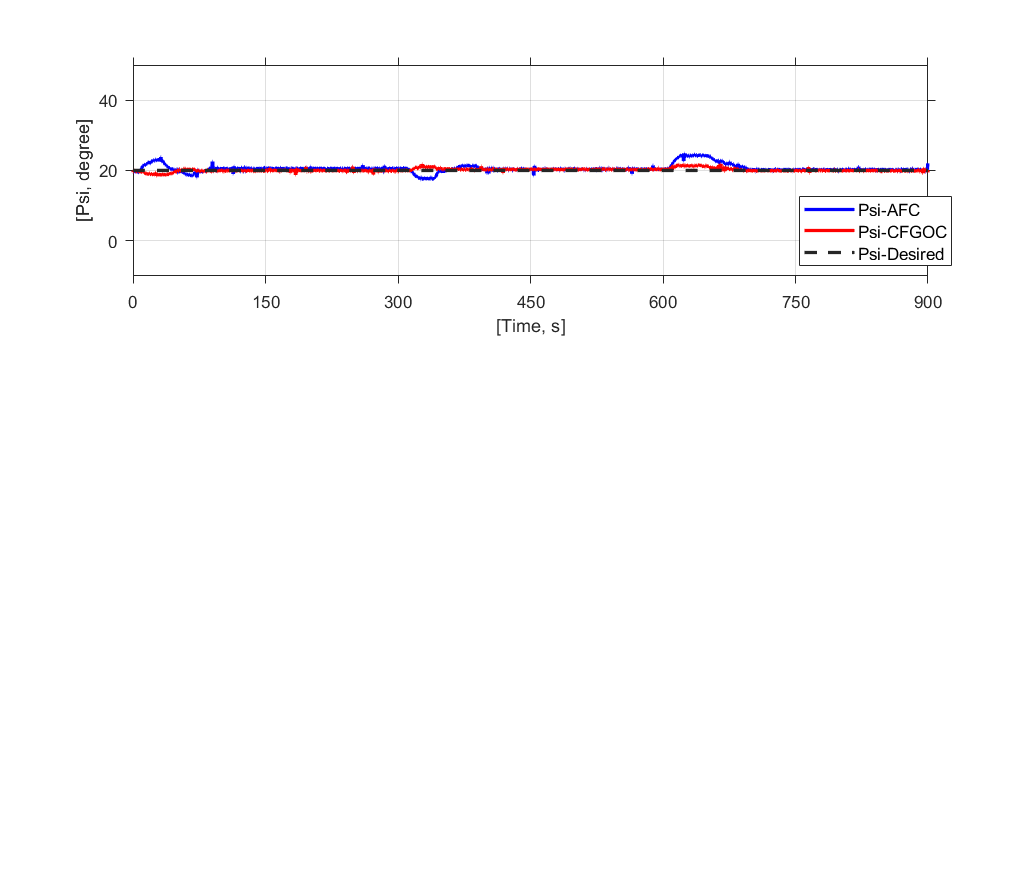 40
20
0
[Psi, degree]
Psi-AFC
Psi-CFGOC
Psi-Desired
0 150 300 450 600 750 900
[Time, s]